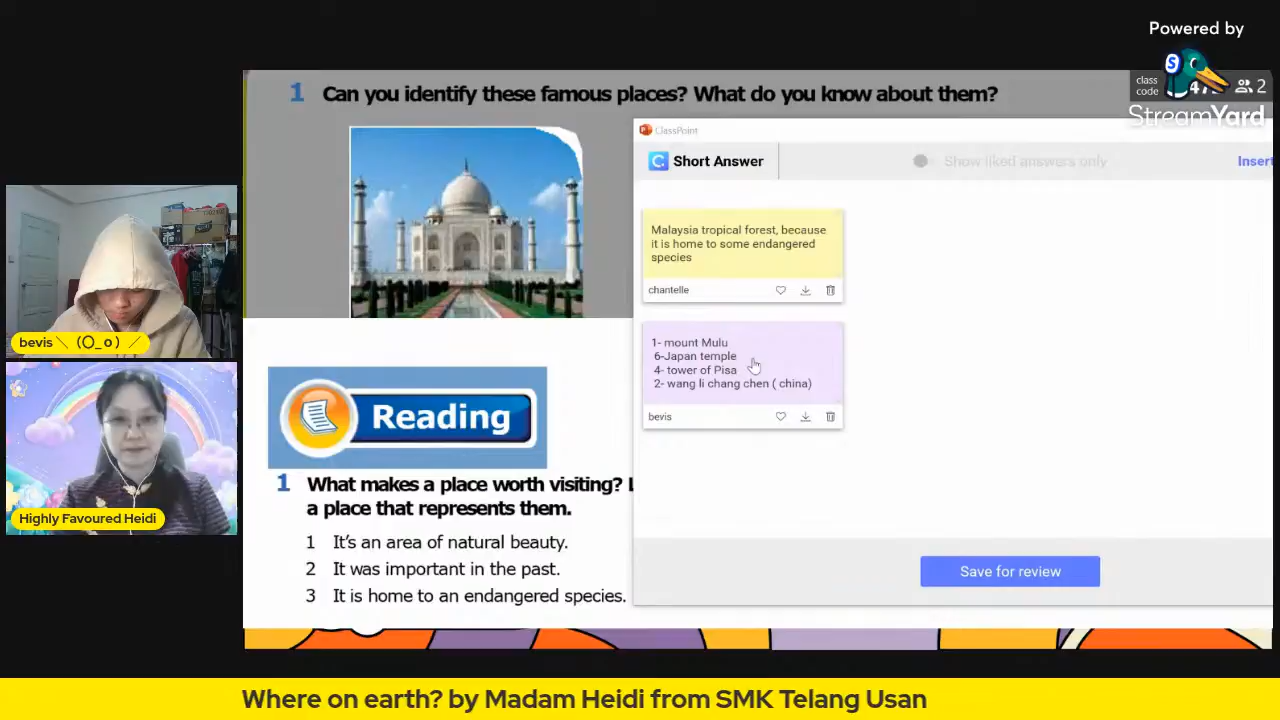 Powered by
class
code
2
StreamYard
1 Can you identify these famous places? What do you know about them?
ClassPoint
Short Answer
Show liked answers only
Insert
Malaysia tropical forest, because
it is home to some endangered
species
chantelle
1- mount Mulu
6-Japan temple
4- tower of Pisa
2- wang li chang chen ( china)
bevis
bevis ＼（〇_ｏ）／
Highly Favoured Heidi
Reading
1 What makes a place worth visiting?
a place that represents them.
1 It's an area of natural beauty.
2 It was important in the past.
3 It is home to an endangered species.
Save for review
Where on earth? by Madam Heidi from SMK Telang Usan